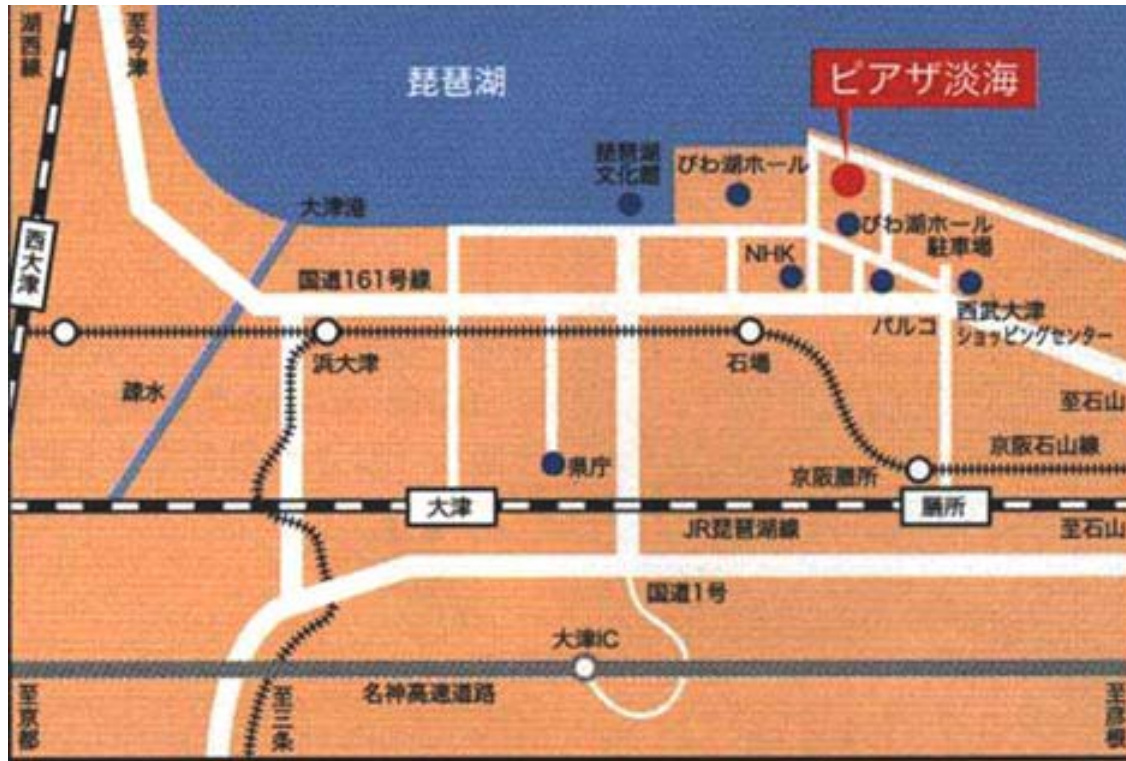 湖西線
至今津
琵琶湖
ピアザ淡海
琵琶湖
文化館
びわ湖ホール
大津港
びわ湖ホール
駐車場
NHK
西大津
国道161号線
パルコ
西武大津
ショッピングセンター
浜大津
石場
疎水
至石山
県庁
京阪膳所
京阪石山線
大津
膳所
JR琵琶湖線
至石山
国道1号
大津IC
名神高速道路
至京都
至三条
至彦根